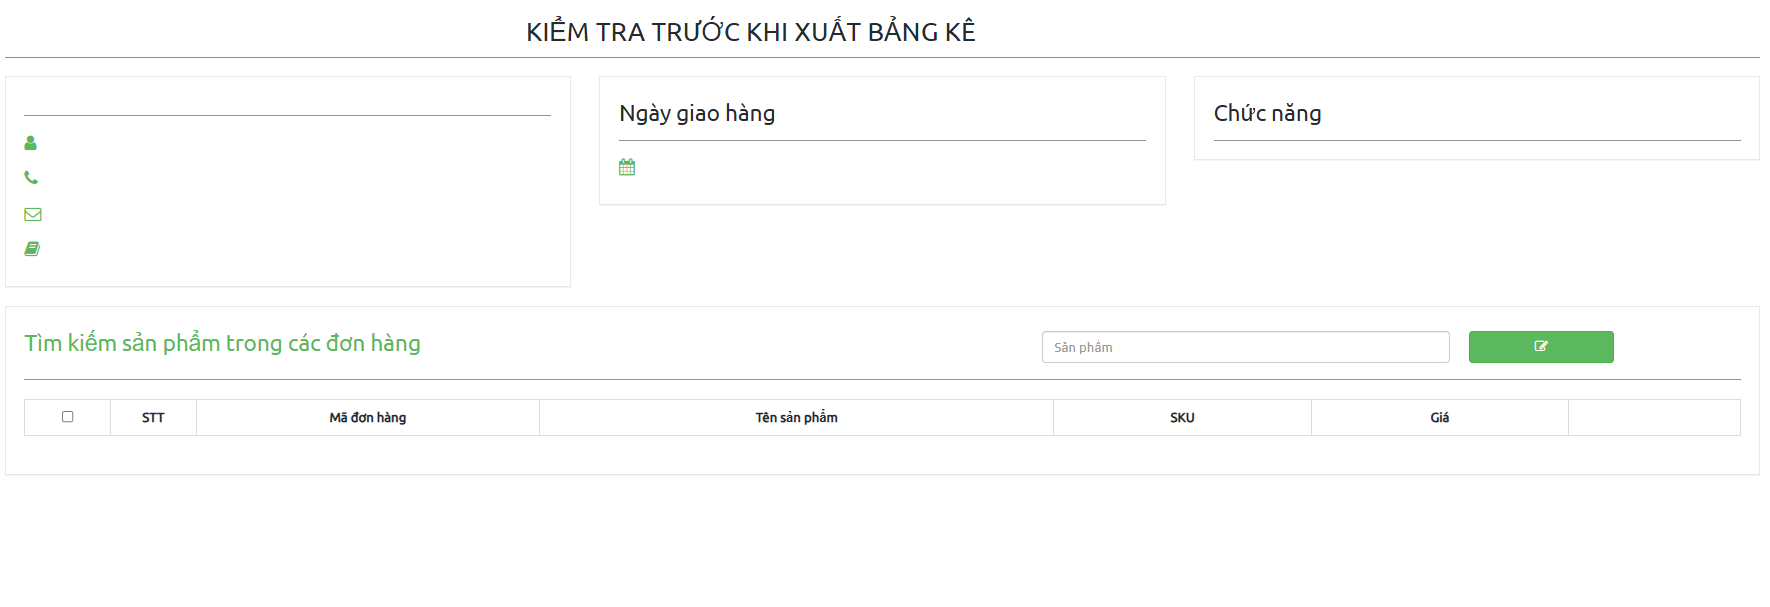 KIỂM TRA TRƯỚC KHI XUẤT BẢNG KÊ
Ngày giao hàng
Chức năng
Tìm kiếm sản phẩm trong các đơn hàng
Sản phẩm
STT
Mã đơn hàng
Tên sản phẩm
SKU
Giá